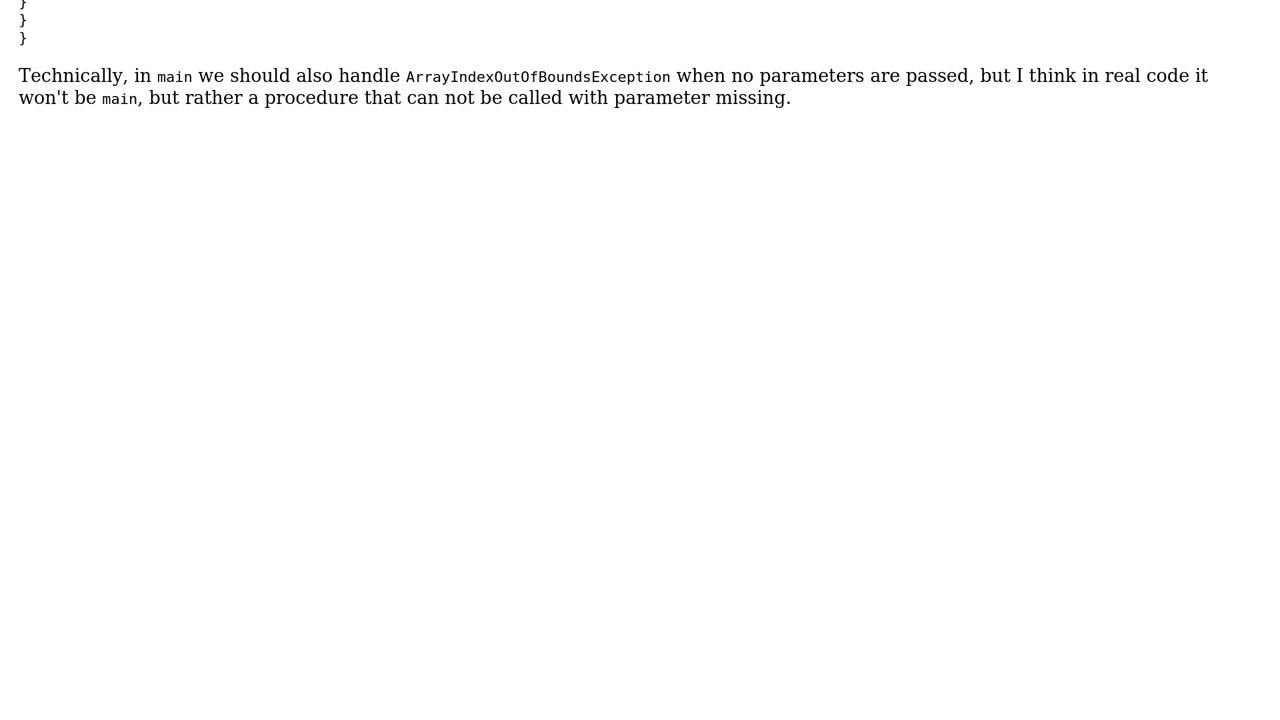 }
}
}
Technically, in main we should also handle ArrayIndexOutOfBoundsException when no parameters are passed, but I think in real code it
won't be main, but rather a procedure that can not be called with parameter missing.